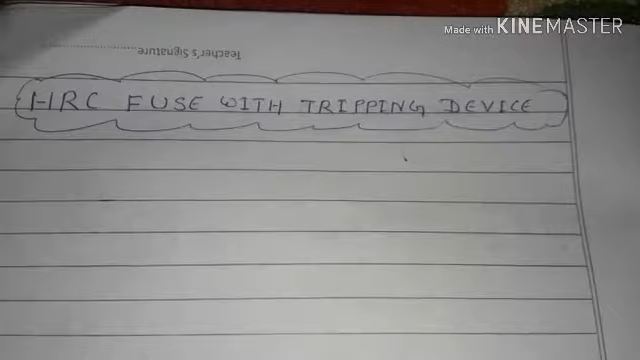 Made with KINEMASTER
Teacher's Signature
HRC FUSE WITH TRIPPING DEVICE